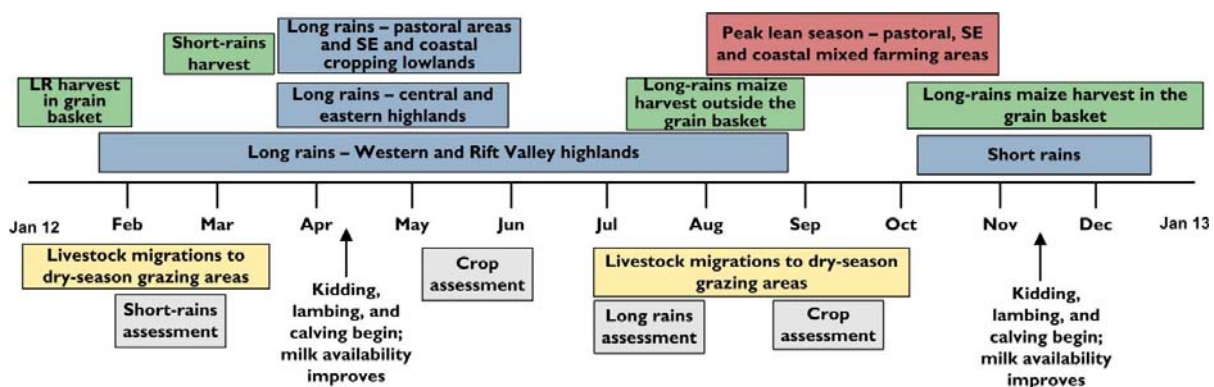 Short-rains
harvest
Long rains – pastoral areas
and SE and coastal
cropping lowlands
Peak lean season – pastoral, SE
and coastal mixed farming areas
LR harvest
in grain
basket
Long rains – central and
eastern highlands
Long-rains maize
harvest outside the
grain basket
Long-rains maize harvest in the
grain basket
Long rains – Western and Rift Valley highlands
Short rains
Jan 12 Feb Mar Apr May Jun Jul Aug Sep Oct Nov Dec Jan 13
Livestock migrations to
dry-season grazing areas
Short-rains
assessment
Kidding,
lambing, and
calving begin;
milk availability
improves
Crop
assessment
Livestock migrations to dry-season
grazing areas
Long rains
assessment
Crop
assessment
Kidding,
lambing, and
calving begin;
milk availability
improves